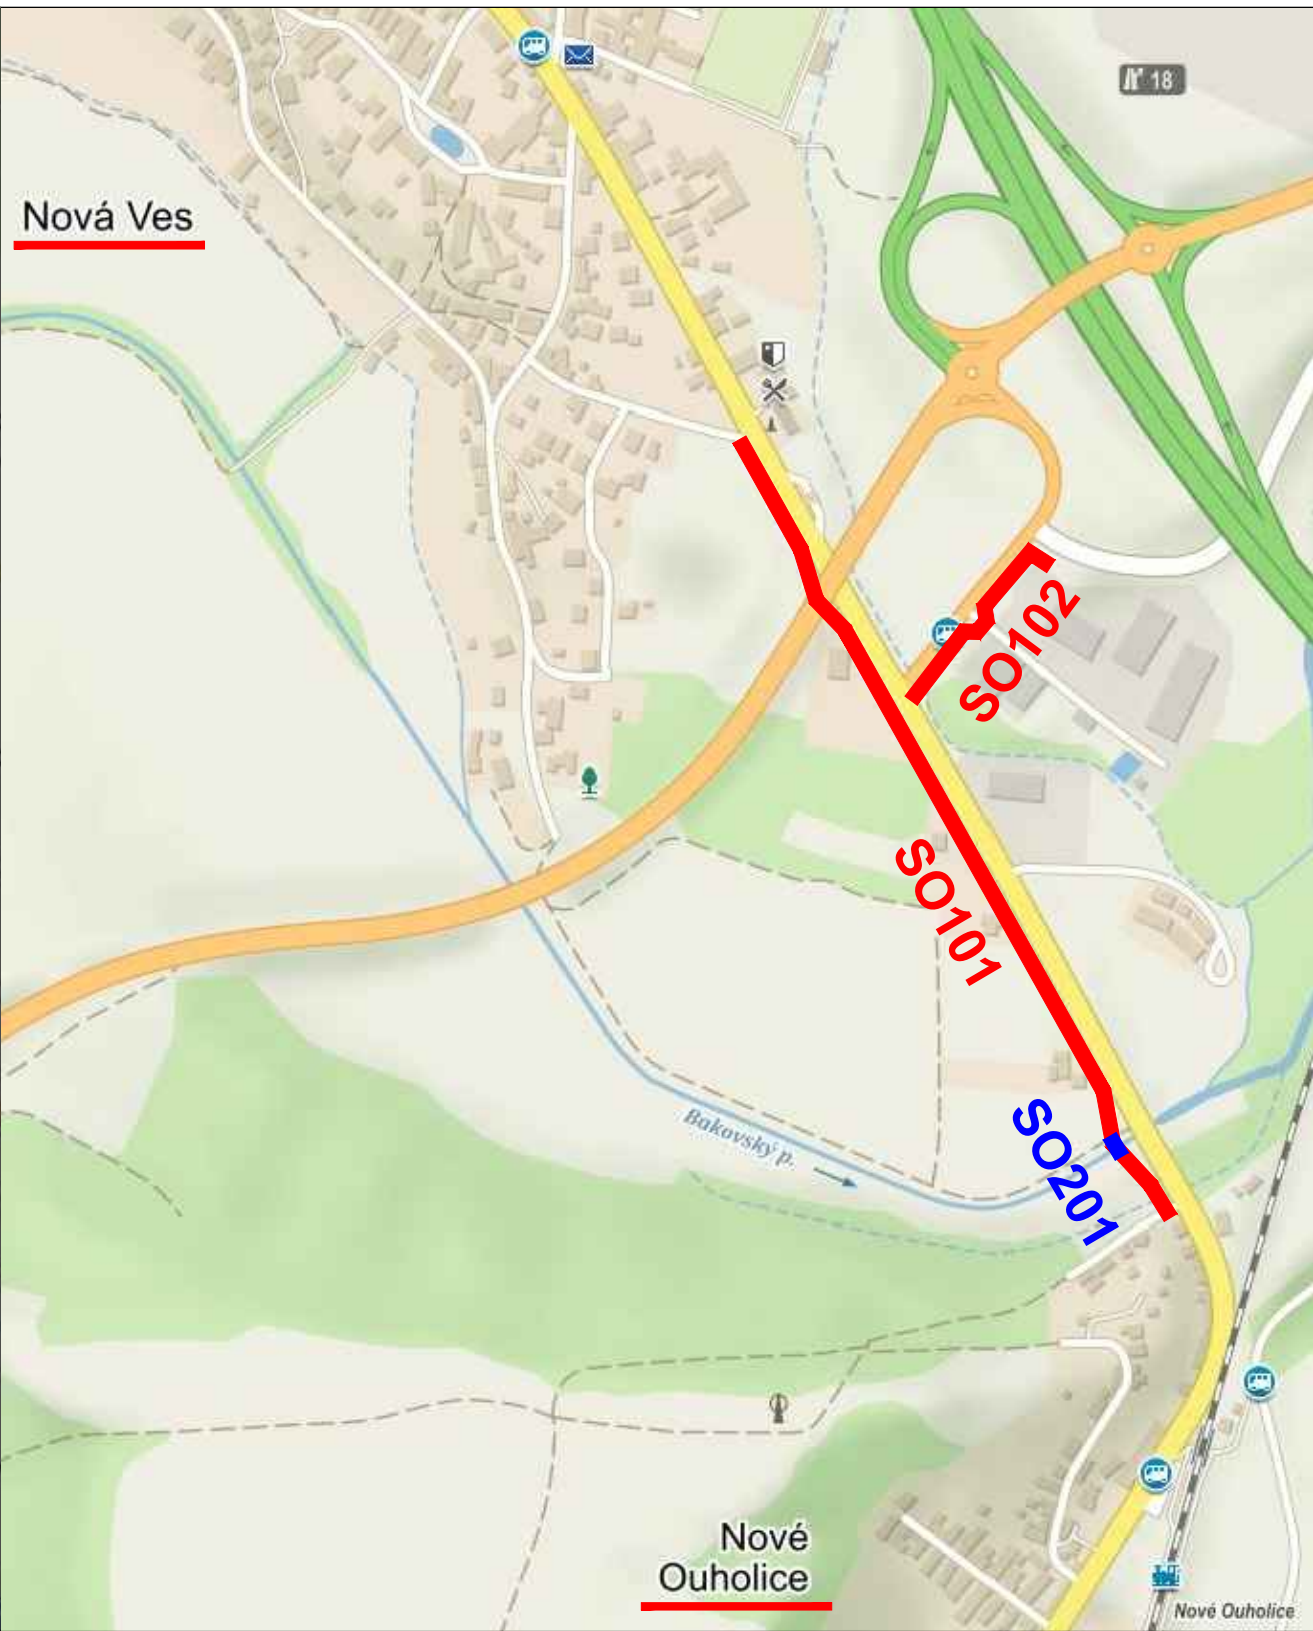 18
Nová Ves
SO102
SO101
SO201
Bakovský p.
Nové
Ouholice
Nové Ouholice